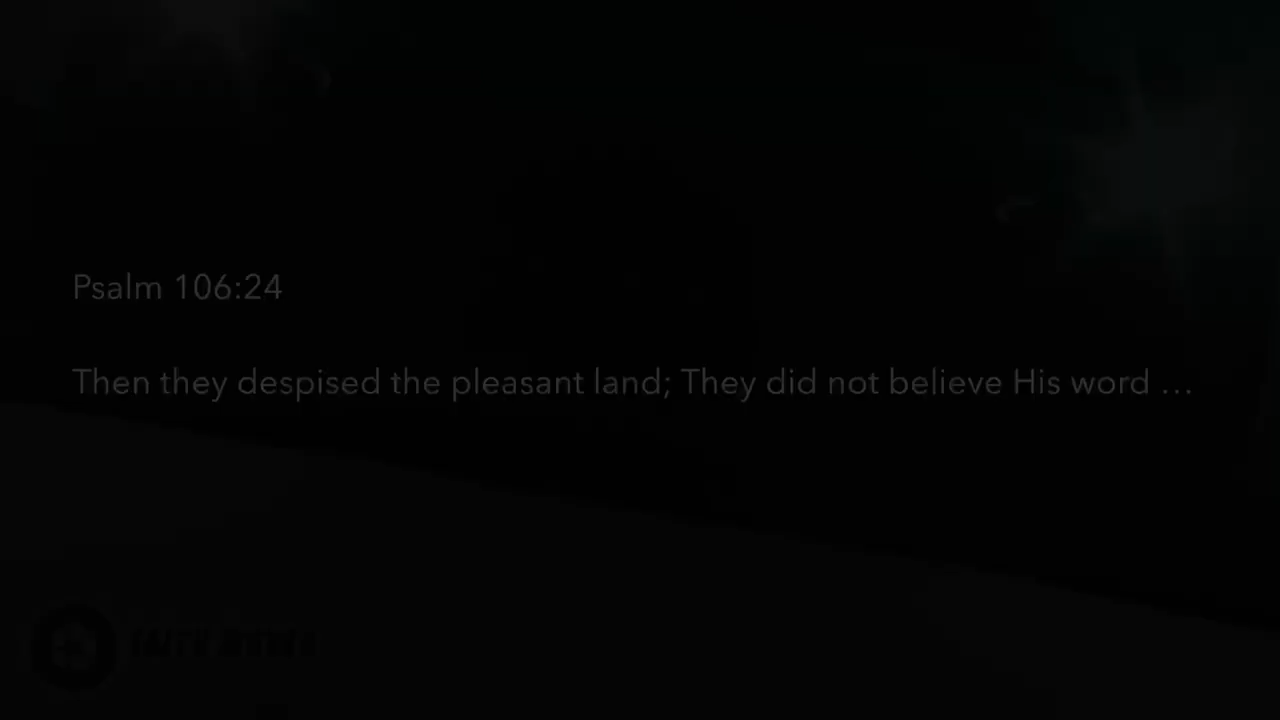 Psalm 106:24
Then they despised the pleasant land; They did not believe His word …